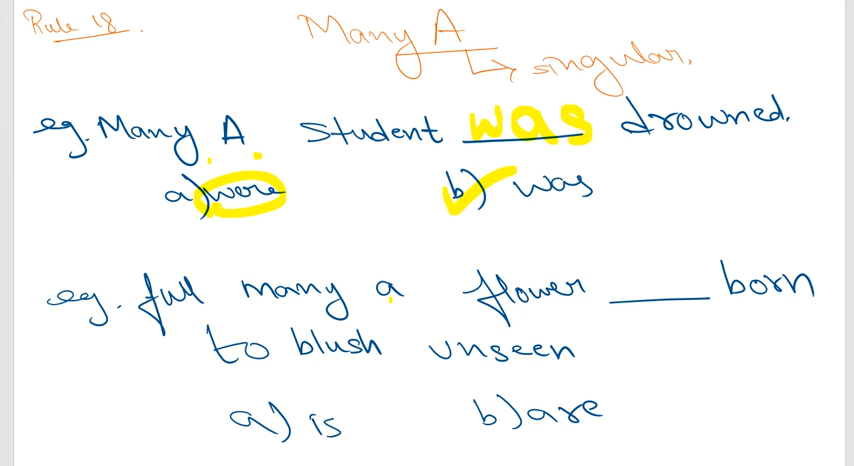 Rule 18.
Many A
singular.
eg. Many A student was drowned.
a) were b) was
eg. full many a flower ____ born
to blush unseen
a) is b) are